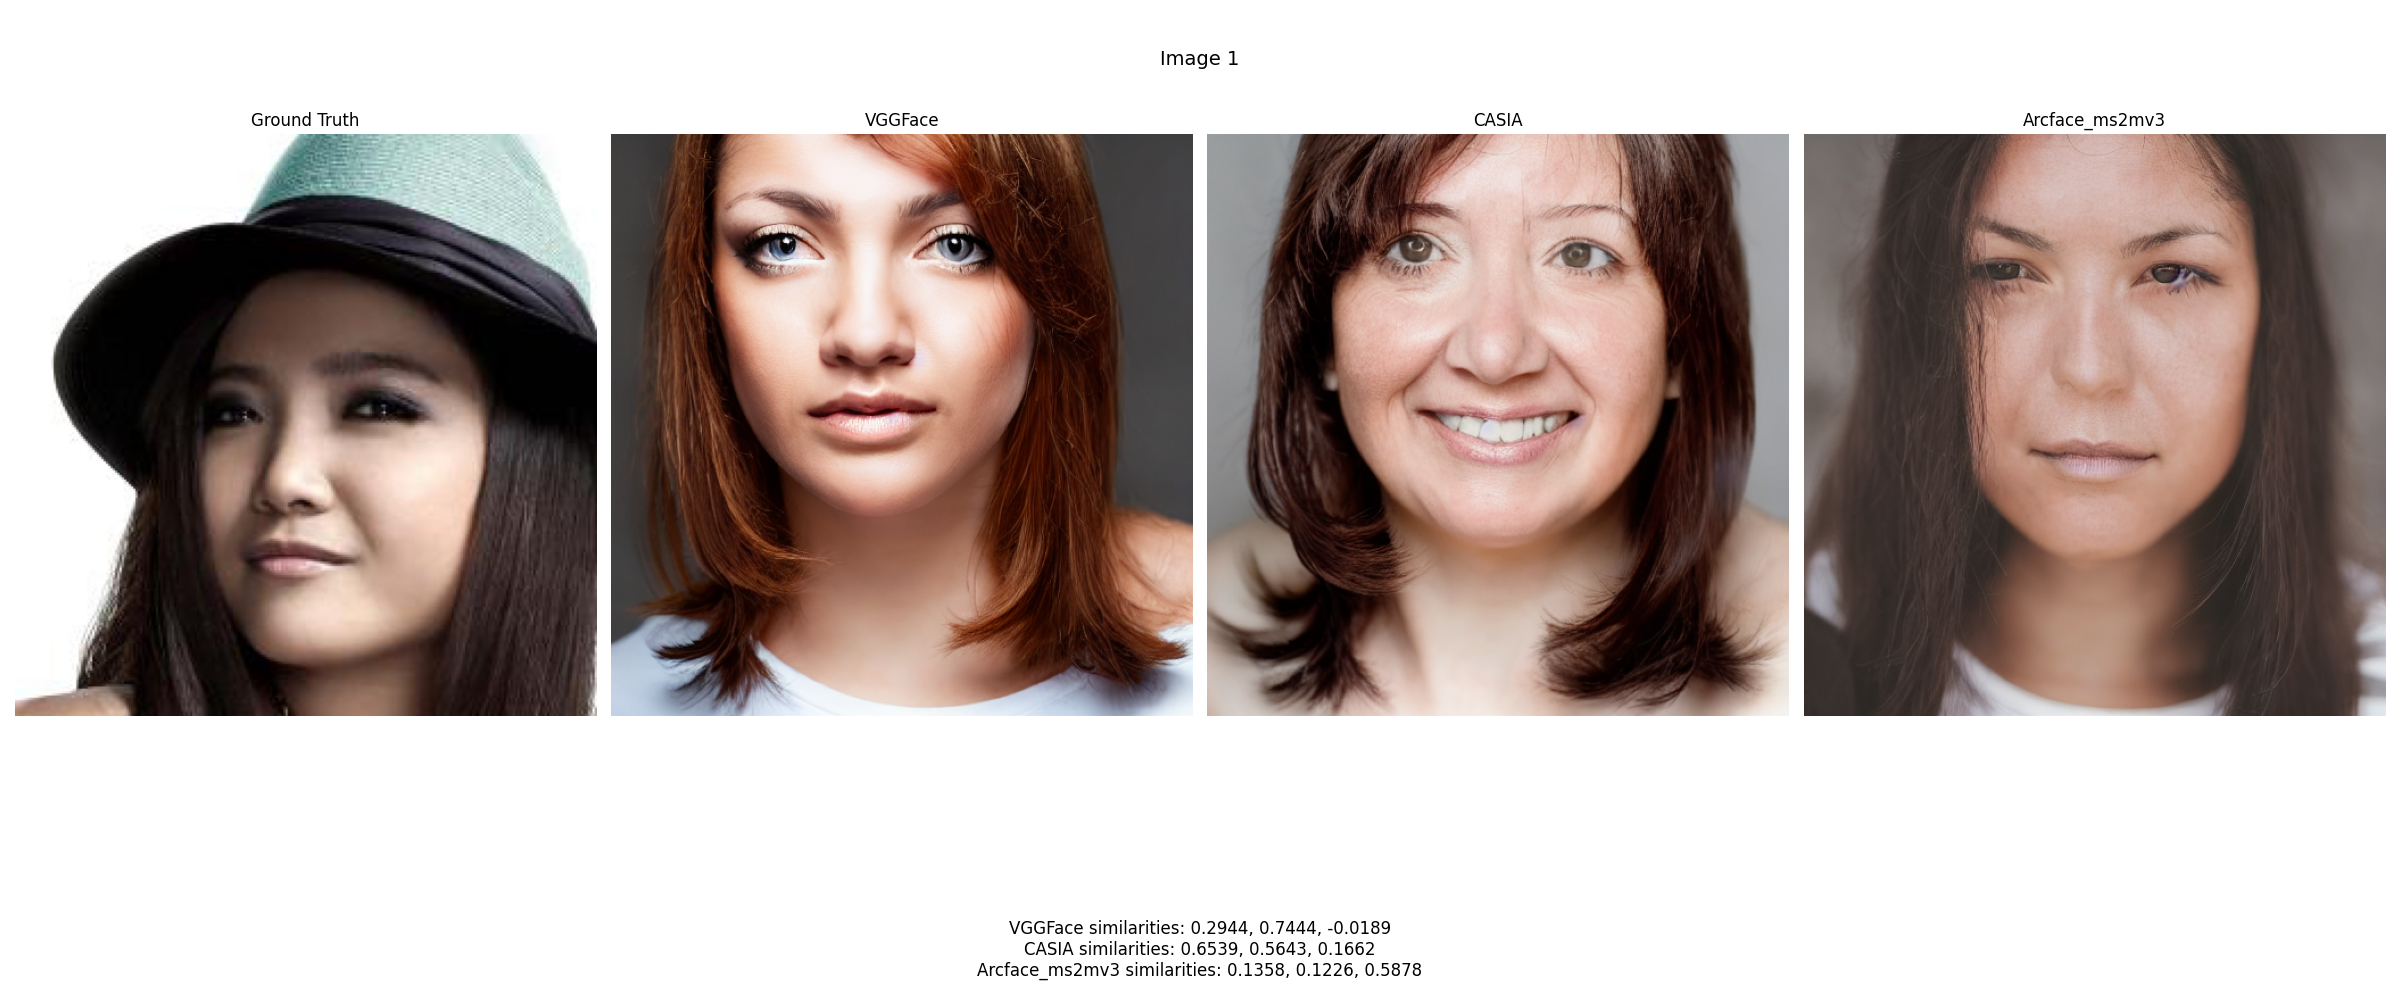 Image 1
Ground Truth
VGGFace
CASIA
Arcface_ms2mv3
VGGFace similarities: 0.2944, 0.7444, -0.0189
CASIA similarities: 0.6539, 0.5643, 0.1662
Arcface_ms2mv3 similarities: 0.1358, 0.1226, 0.5878